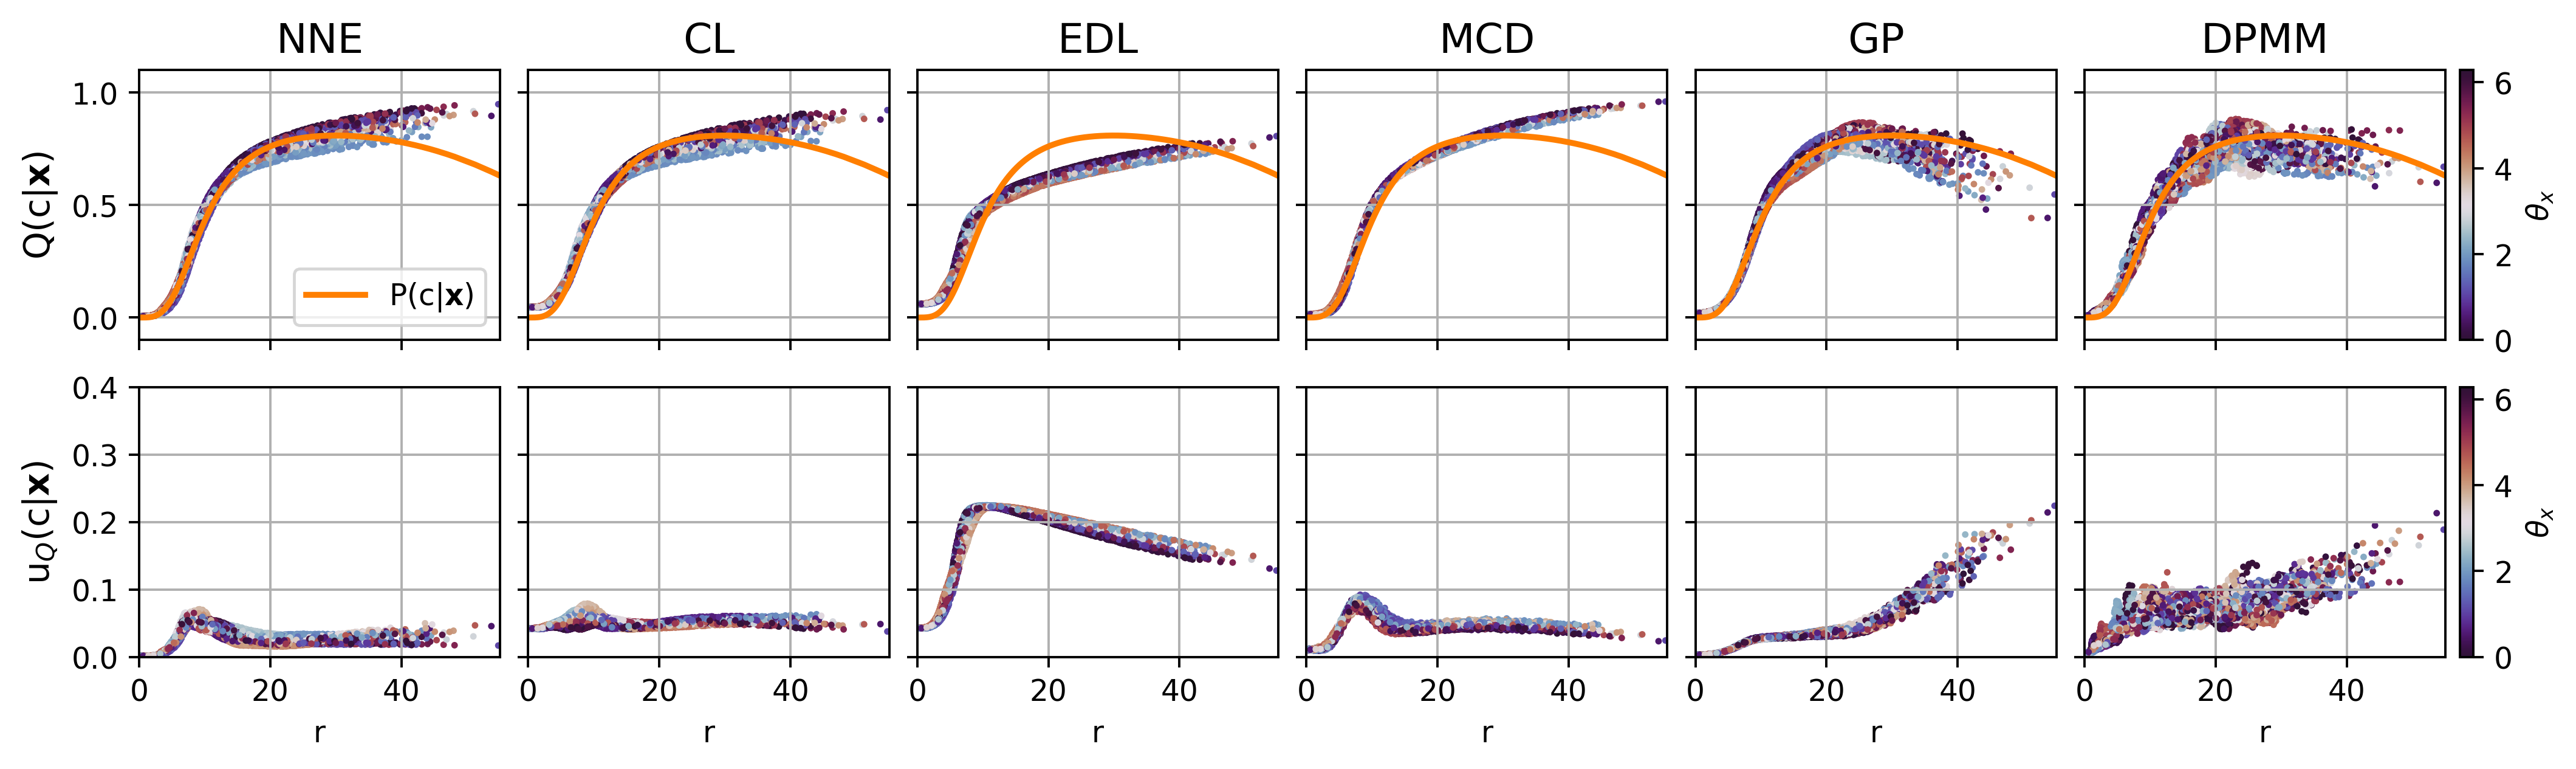 NNE CL EDL MCD GP DPMM
1.0
0.5
0.0
Q(c|x)
P(c|x)
6
4
2
0
θx
0.4
0.3
0.2
0.1
0.0
uQ(c|x)
6
4
2
0
θx
0 20 40 0 20 40 0 20 40 0 20 40 0 20 40 0 20 40
r r r r r r